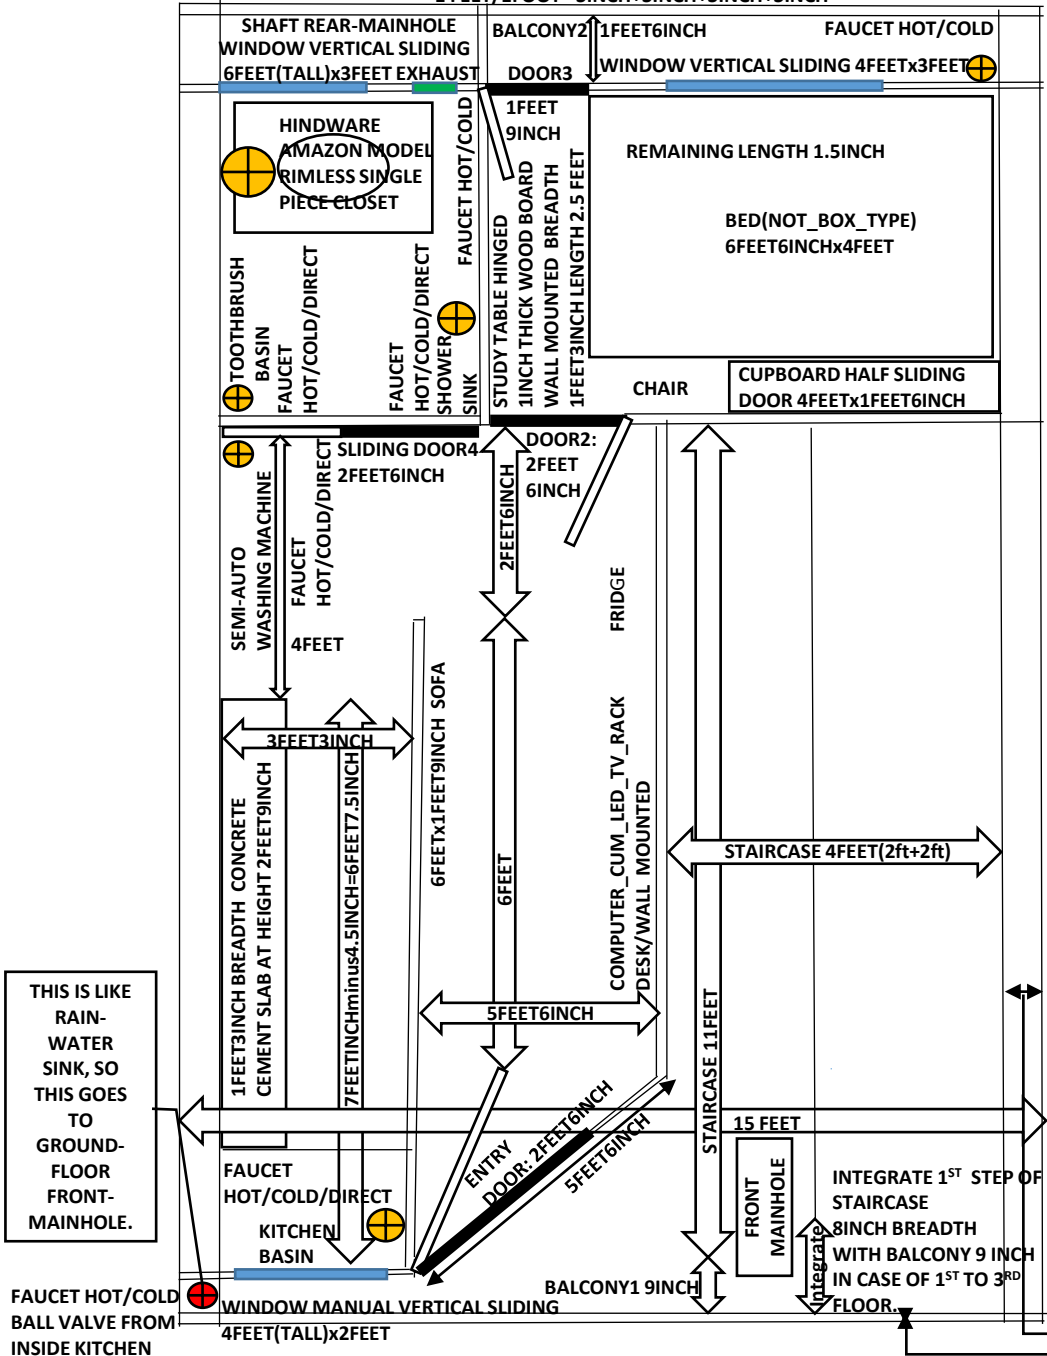 SHAFT REAR-MAINHOLE
WINDOW VERTICAL SLIDING
6FEET(TALL)x3FEET EXHAUST
BALCONY2
1FEET6INCH
FAUCET HOT/COLD
WINDOW VERTICAL SLIDING 4FEETx3FEET
DOOR3
1FEET
9INCH
HINDWARE
AMAZON MODEL
RIMLESS SINGLE
PIECE CLOSET
FAUCET HOT/COLD
REMAINING LENGTH 1.5INCH
BED(NOT_BOX_TYPE)
6FEET6INCHx4FEET
STUDY TABLE HINGED
1INCH THICK WOOD BOARD
WALL MOUNTED BREADTH
1FEET3INCH LENGTH 2.5 FEET
TOOTHBRUSH
BASIN
FAUCET
HOT/COLD/DIRECT
FAUCET
HOT/COLD/DIRECT
SHOWER
SINK
CHAIR
CUPBOARD HALF SLIDING
DOOR 4FEETx1FEET6INCH
SLIDING DOOR4
2FEET6INCH
DOOR2:
2FEET
6INCH
2FEET6INCH
SEMI-AUTO
WASHING MACHINE
FAUCET
HOT/COLD/DIRECT
4FEET
FRIDGE
3FEET3INCH
6FEETx1FEET9INCH SOFA
6FEET
COMPUTER_CUM_LED_TV_RACK
DESK/WALL MOUNTED
1FEET3INCH BREADTH CONCRETE
CEMENT SLAB AT HEIGHT 2FEET9INCH
7FEETINCHminus4.5INCH=6FEET7.5INCH
STAIRCASE 4FEET(2ft+2ft)
5FEET6INCH
STAIRCASE 11FEET
THIS IS LIKE
RAIN-
WATER
SINK, SO
THIS GOES
TO
GROUND-
FLOOR
FRONT-
MAINHOLE.
15 FEET
ENTRY
DOOR: 2FEET6INCH
5FEET6INCH
FAUCET
HOT/COLD/DIRECT
KITCHEN
BASIN
FRONT
MAINHOLE
Integrate
INTEGRATE 1ST STEP OF
STAIRCASE
8INCH BREADTH
WITH BALCONY 9 INCH
IN CASE OF 1ST TO 3RD
FLOOR.
BALCONY1 9INCH
FAUCET HOT/COLD
BALL VALVE FROM
INSIDE KITCHEN
WINDOW MANUAL VERTICAL SLIDING
4FEET(TALL)x2FEET